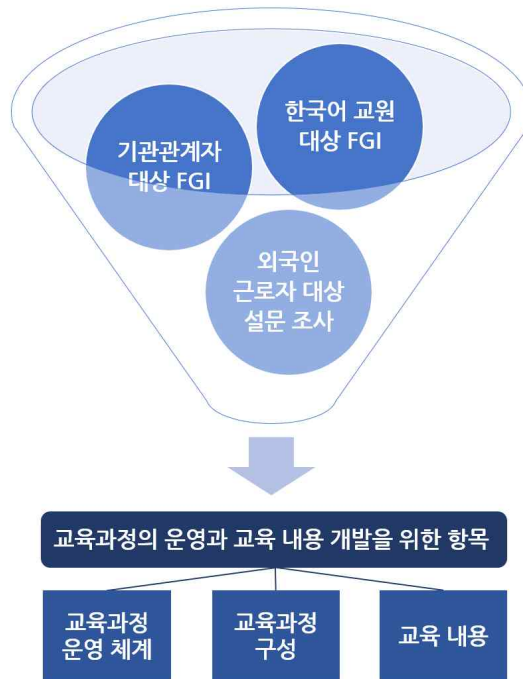 한국어 교원
대상 FGI
기관관계자
대상 FGI
외국인
근로자 대상
설문 조사
교육과정의 운영과 교육 내용 개발을 위한 항목
교육과정
운영 체계
교육과정
구성
교육 내용